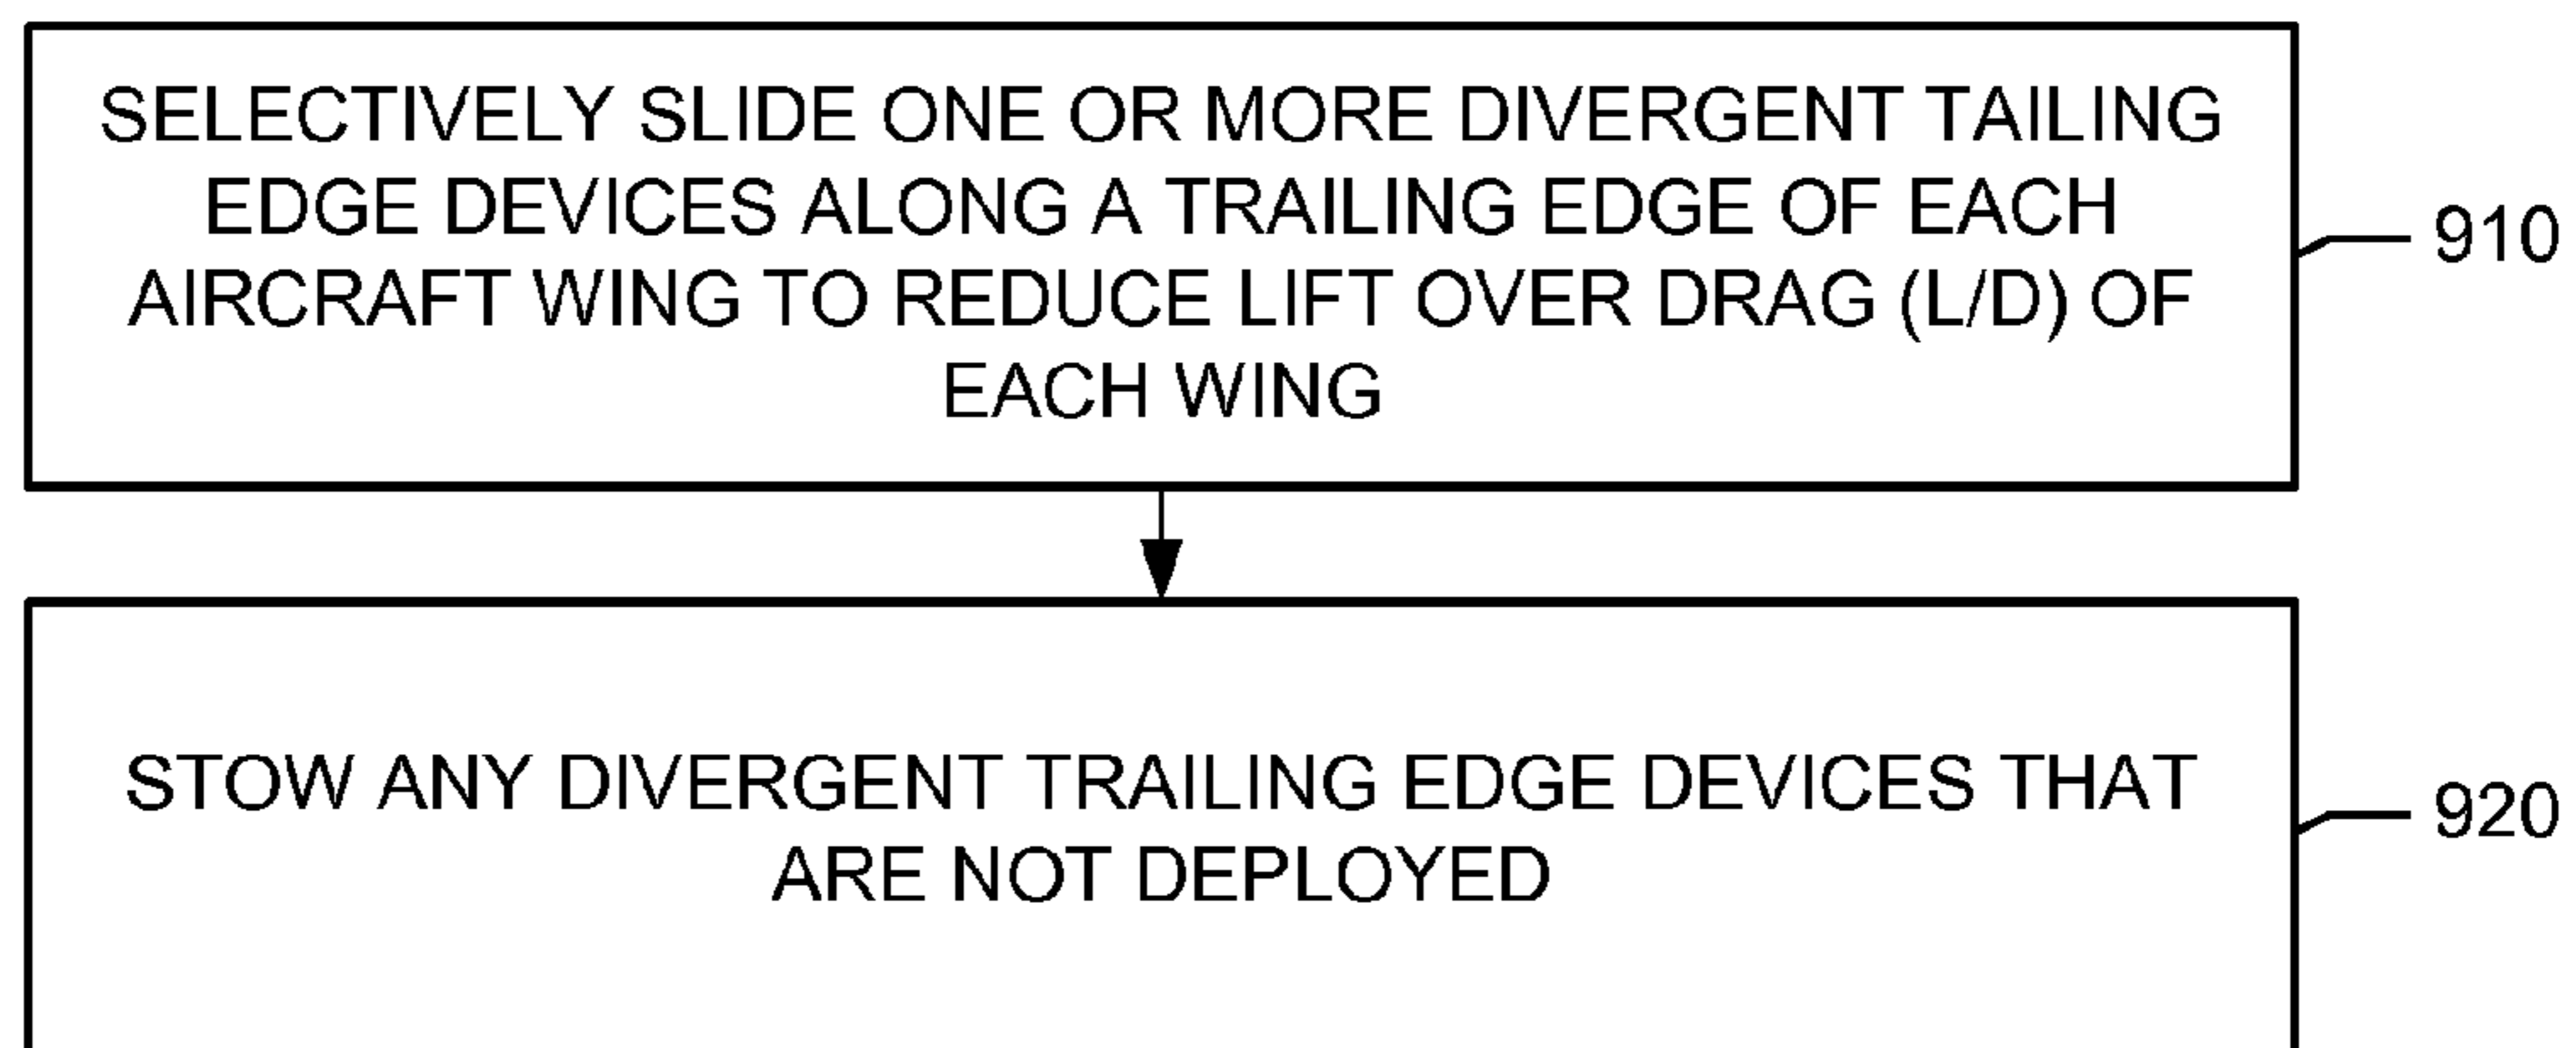 SELECTIVELY SLIDE ONE OR MORE DIVERGENT TAILING
EDGE DEVICES ALONG A TRAILING EDGE OF EACH
AIRCRAFT WING TO REDUCE LIFT OVER DRAG (L/D) OF
EACH WING
910
STOW ANY DIVERGENT TRAILING EDGE DEVICES THAT
ARE NOT DEPLOYED
920